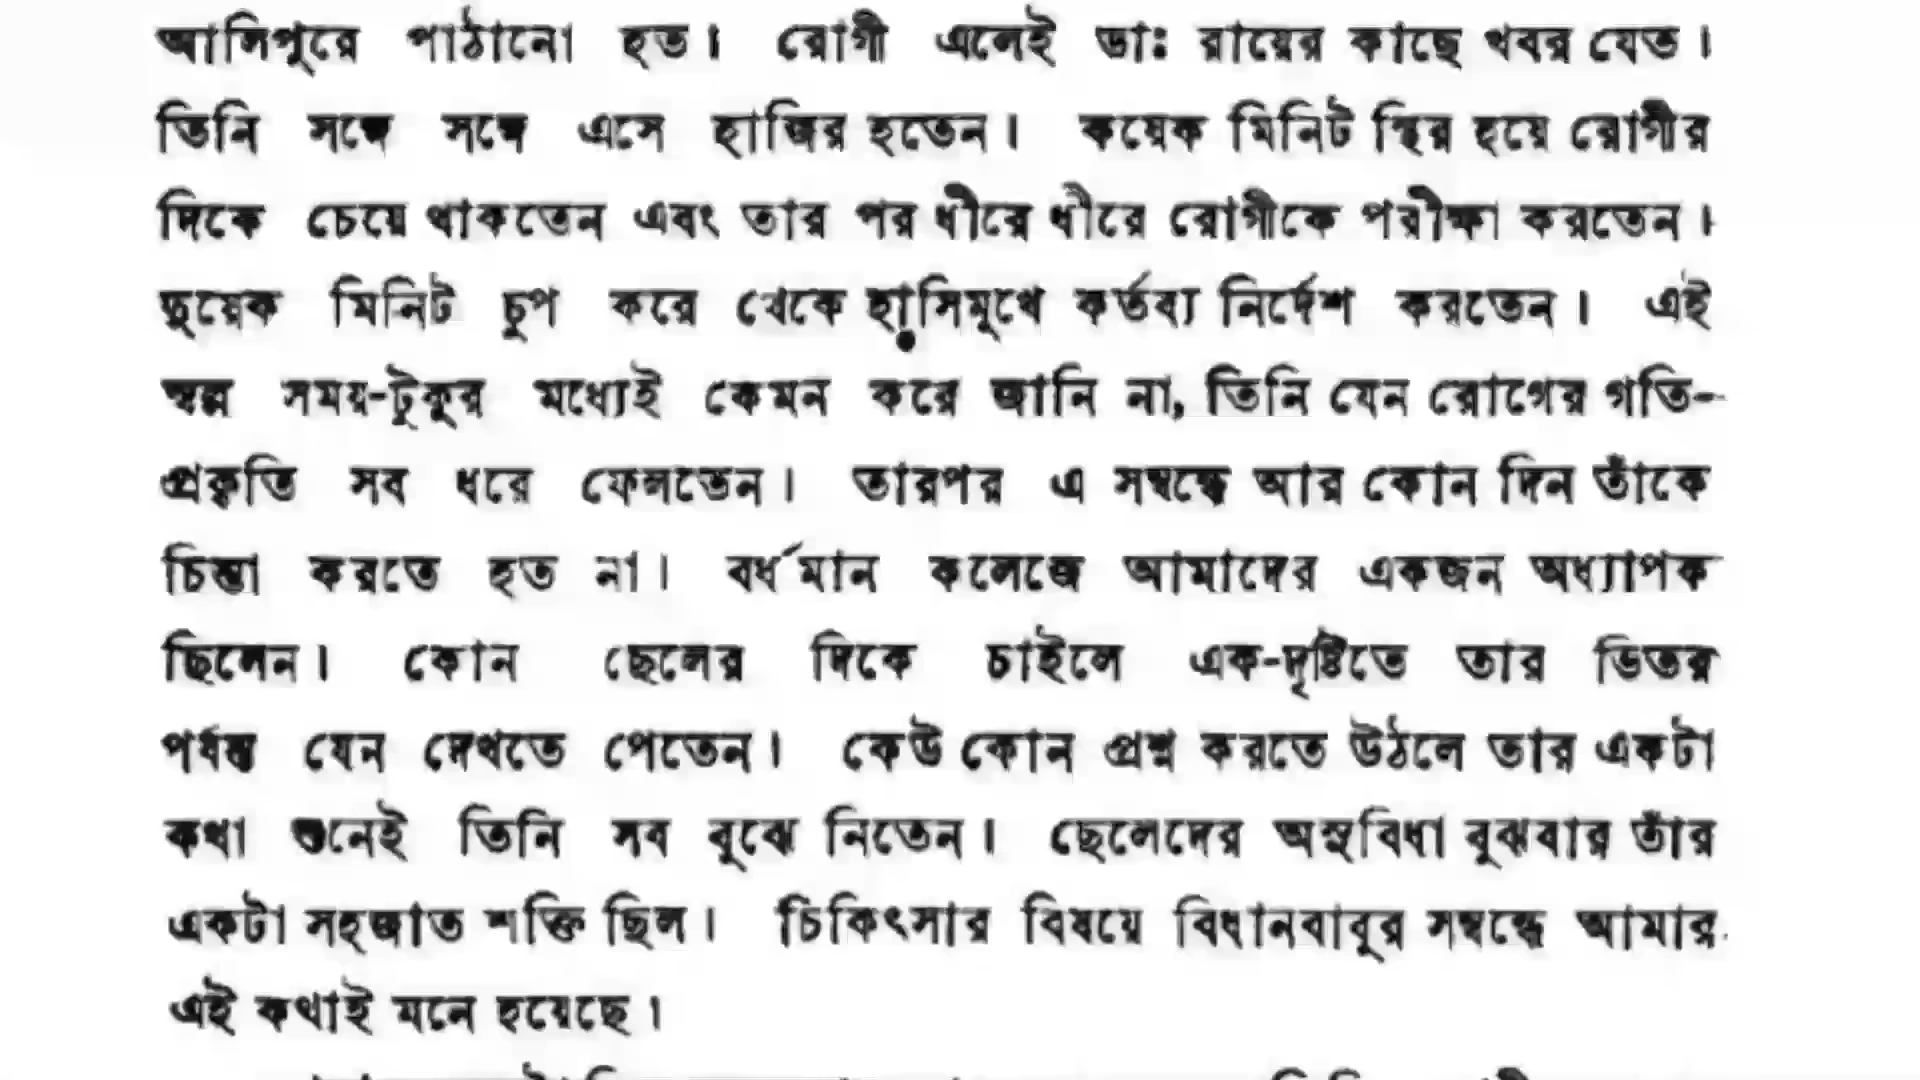 আলিপুরে পাঠানো হত। রোগী এলেই ডাঃ রায়ের কাছে খবর যেত।
তিনি সঙ্গে সঙ্গে এসে হাজির হতেন। কয়েক মিনিট স্থির হয়ে রোগীর
দিকে চেয়ে থাকতেন এবং তার পর ধীরে ধীরে রোগীকে পরীক্ষা করতেন।
দুয়েক মিনিট চুপ করে থেকে হাসিমুখে কর্তব্য নির্দেশ করতেন। এই
স্বল্প সময়-টুকুর মধ্যেই কেমন করে জানি না, তিনি যেন রোগের গতি-
প্রকৃতি সব ধরে ফেলতেন। তারপর এ সম্বন্ধে আর কোন দিন তাঁকে
চিন্তা করতে হত না। বর্ধমান কলেজে আমাদের একজন অধ্যাপক
ছিলেন। কোন ছেলের দিকে চাইলে এক-দৃষ্টিতে তার ভিতর
পর্যন্ত যেন দেখতে পেতেন। কেউ কোন প্রশ্ন করতে উঠলে তার একটা
কথা শুনেই তিনি সব বুঝে নিতেন। ছেলেদের অসুবিধা বুঝবার তাঁর
একটা সহজাত শক্তি ছিল। চিকিৎসার বিষয়ে বিধানবাবুর সম্বন্ধে আমার
এই কথাই মনে হয়েছে।